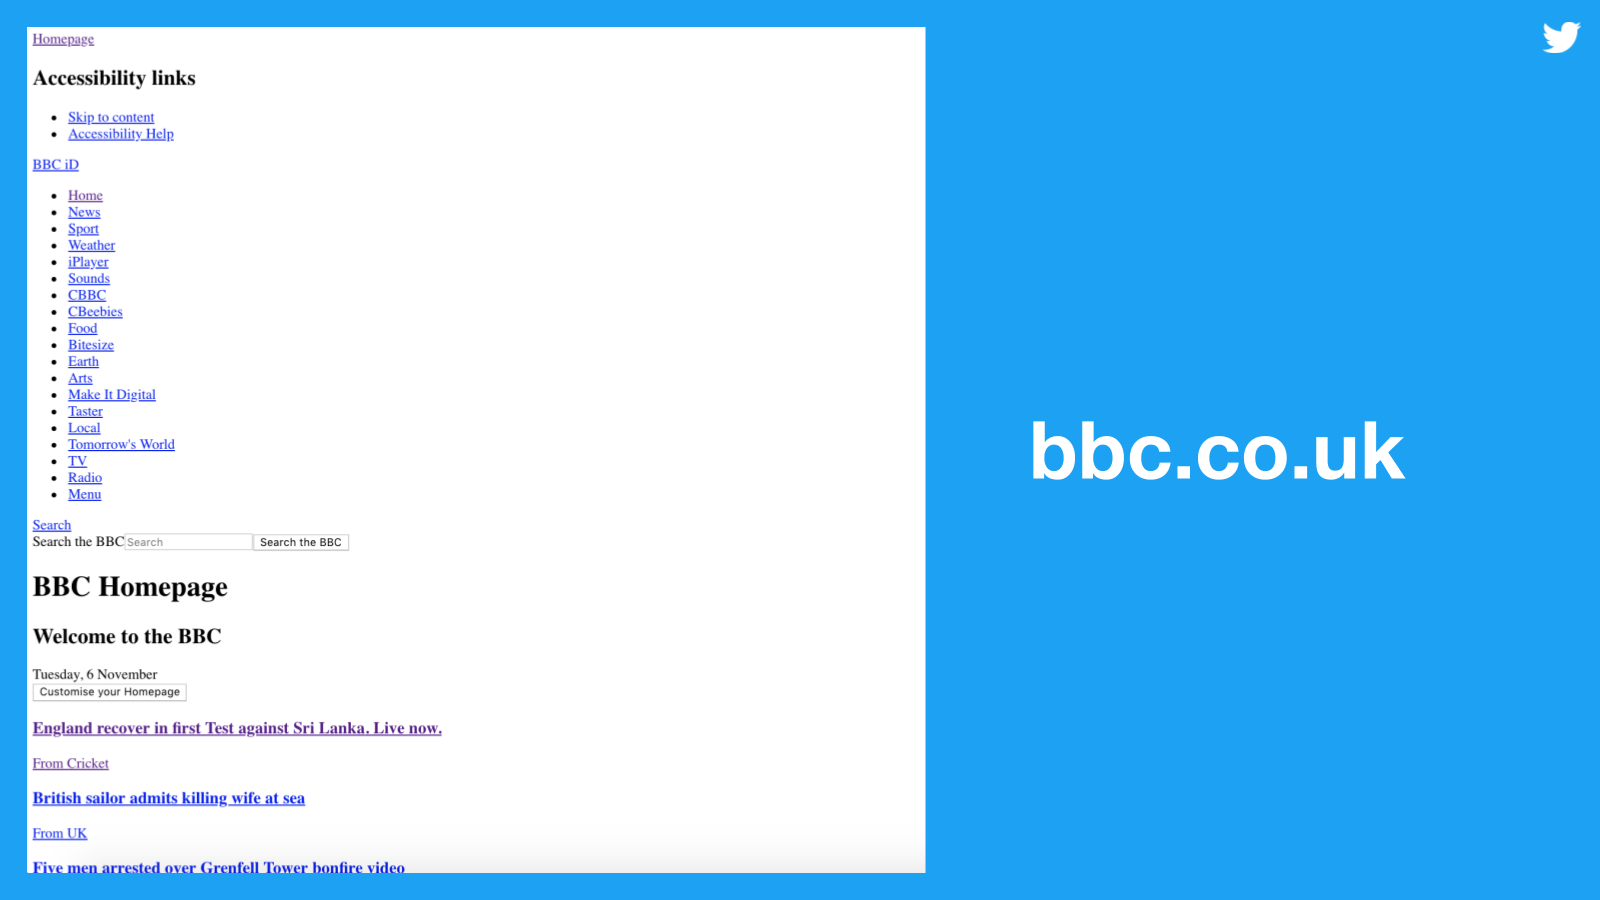 Homepage
Accessibility links
Skip to content
Accessibility Help
BBC iD
Home
News
Sport
Weather
iPlayer
Sounds
CBBC
CBeebies
Food
Bitesize
Earth
Arts
Make It Digital
Taster
Local
Tomorrow's World
TV
Radio
Menu
Search
Search the BBC Search Search the BBC
BBC Homepage
Welcome to the BBC
Tuesday, 6 November
Customise your Homepage
England recover in first Test against Sri Lanka. Live now.
From Cricket
British sailor admits killing wife at sea
From UK
Five men arrested over Grenfell Tower bonfire video
bbc.co.uk